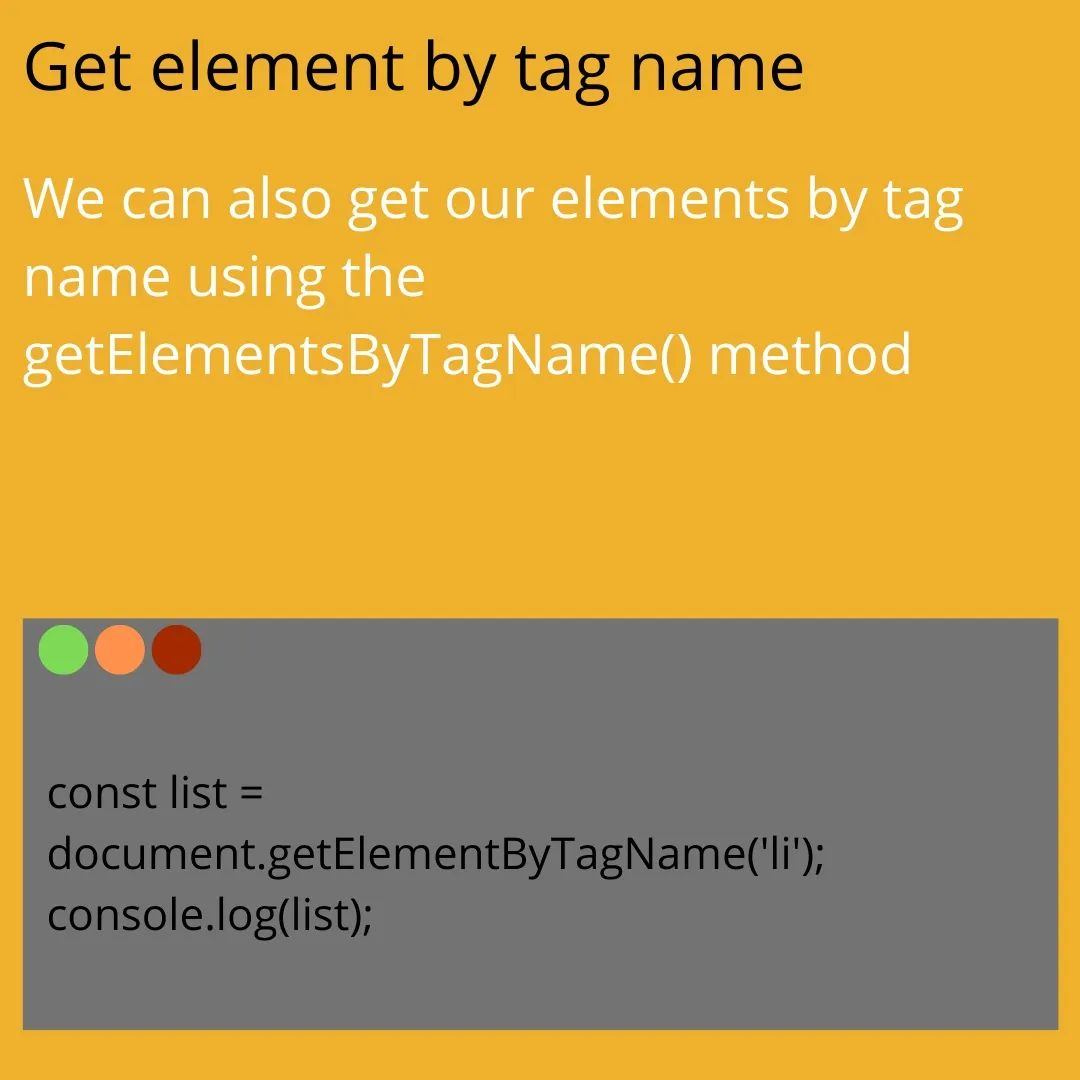 Get element by tag name
We can also get our elements by tag
name using the
getElementsByTagName() method
const list =
document.getElementByTagName('li');
console.log(list);